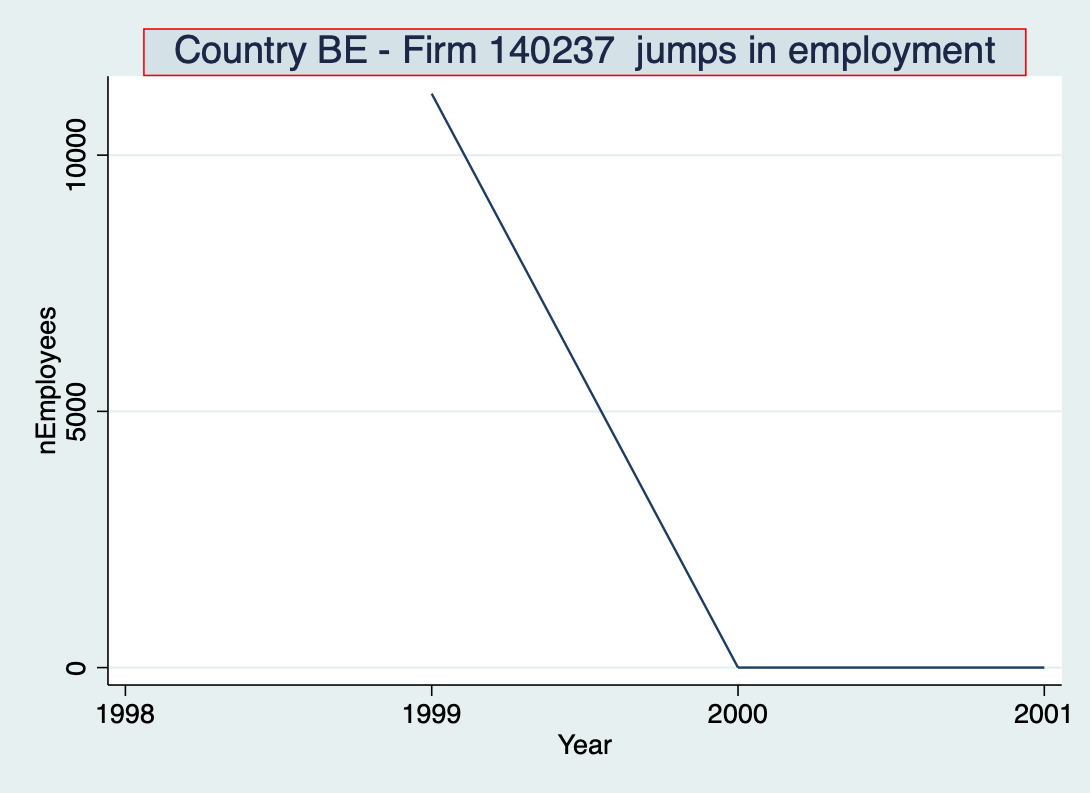 Country BE - Firm 140237  jumps in employment
10000
5000
0
nEmployees
1998 1999 2000 2001
Year